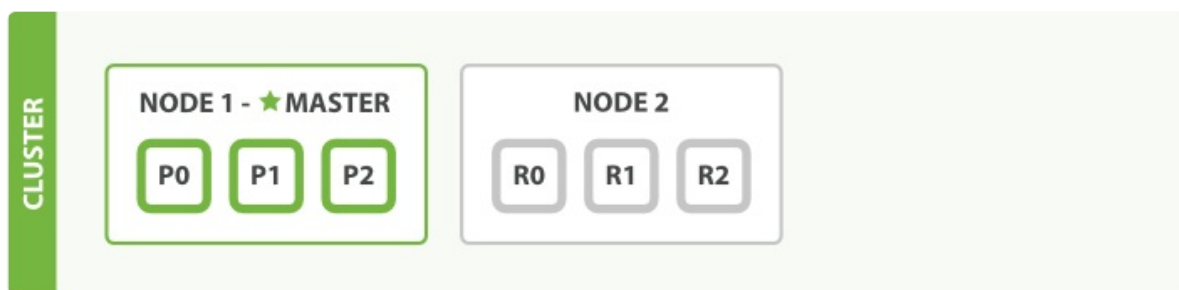 CLUSTER
NODE 1 - ★ MASTER
P0 P1 P2
NODE 2
R0 R1 R2